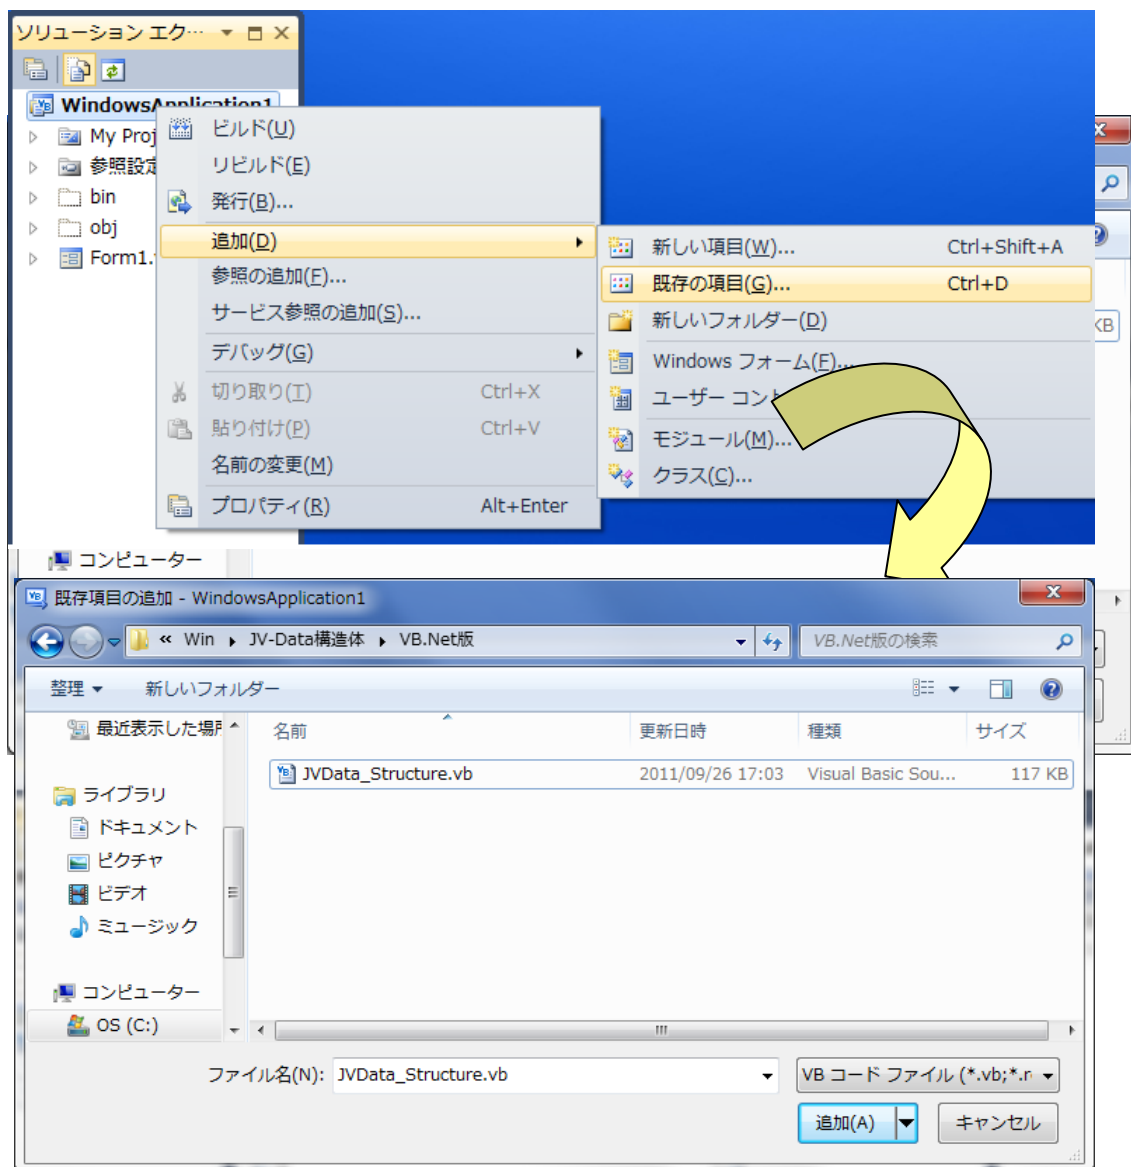 ソリューション エク…
WindowsApplication1
My Proj
参照設定
bin
obj
Form1.
ビルド(U)
リビルド(E)
発行(B)...
追加(D)
参照の追加(F)...
サービス参照の追加(S)...
デバッグ(G)
切り取り(T) Ctrl+X
貼り付け(P) Ctrl+V
名前の変更(M)
プロパティ(R) Alt+Enter
新しい項目(W)... Ctrl+Shift+A
既存の項目(G)... Ctrl+D
新しいフォルダー(D)
Windows フォーム(F)...
ユーザー コント
モジュール(M)...
クラス(C)...
KB
コンピューター
既存項目の追加 - WindowsApplication1
« Win ▸ JV-Data構造体 ▸ VB.Net版
VB.Net版の検索
整理 新しいフォルダー
最近表示した場所
ライブラリ
ドキュメント
ピクチャ
ビデオ
ミュージック
コンピューター
OS (C:)
名前 更新日時 種類 サイズ
JVData_Structure.vb 2011/09/26 17:03 Visual Basic Sou... 117 KB
ファイル名(N): JVData_Structure.vb
VB コード ファイル (*.vb;*.r
追加(A) キャンセル